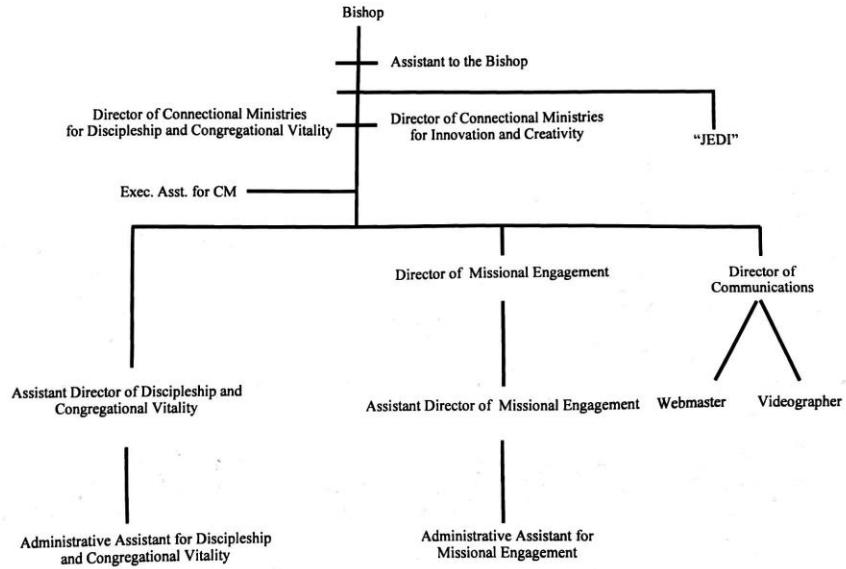 Bishop
Assistant to the Bishop
Director of Connectional Ministries
for Discipleship and Congregational Vitality
Director of Connectional Ministries
for Innovation and Creativity
“JEDI”
Exec. Asst. for CM
Director of Missional Engagement
Director of
Communications
Assistant Director of Discipleship and
Congregational Vitality
Assistant Director of Missional Engagement
Webmaster
Videographer
Administrative Assistant for Discipleship
and Congregational Vitality
Administrative Assistant for
Missional Engagement